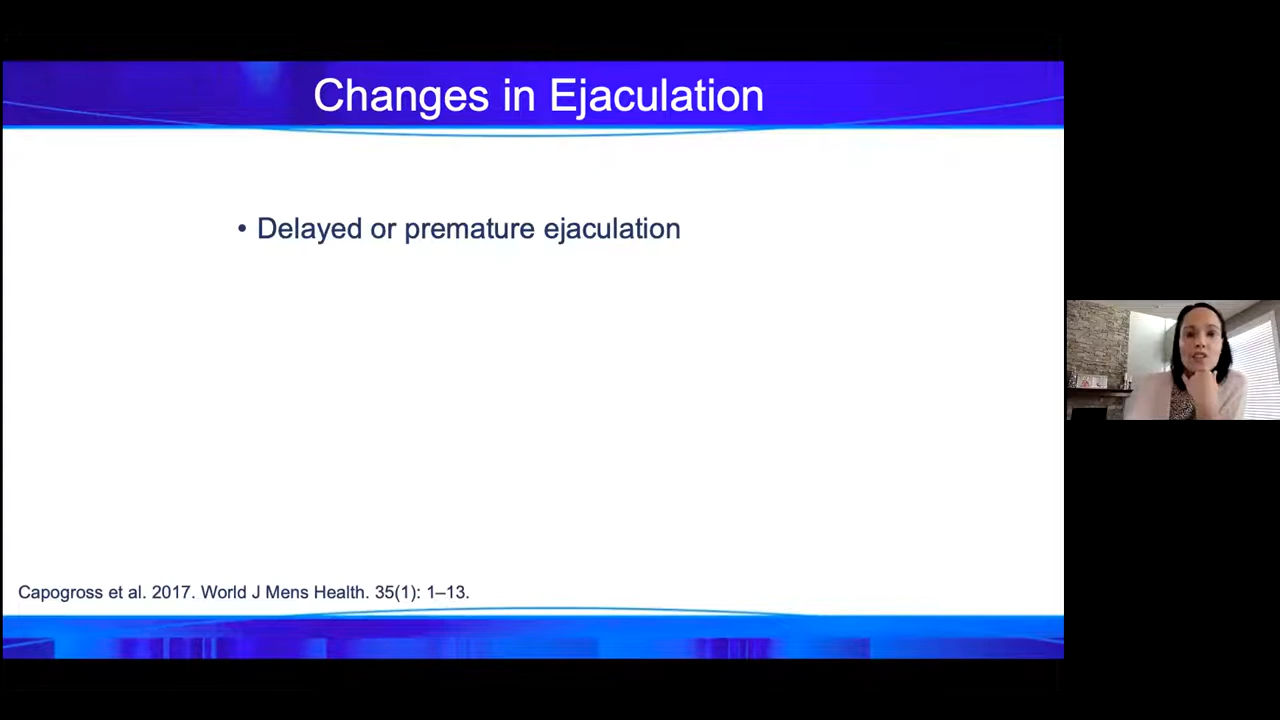 Changes in Ejaculation
• Delayed or premature ejaculation
Capogross et al. 2017. World J Mens Health. 35(1): 1–13.